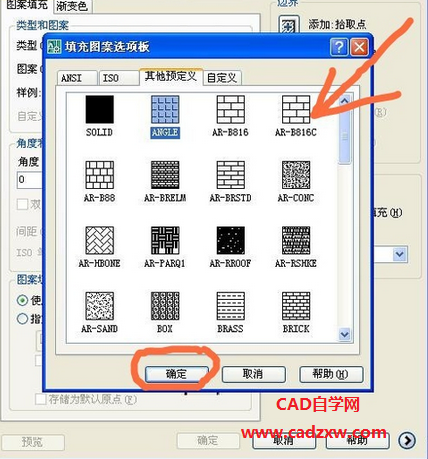 图案填充 渐变色
类型和图案
类型
图案
样例:
自定
角度和
角度
0
双
间距
ISO
图案填
使
指
存储为默认原点(F)
预览
确定
取消
帮助
边界
添加:拾取点
填充(H)
填充图案选项板
ANSI ISO 其他预定义 自定义
SOLID ANGLE AR-B816 AR-B816C
AR-B88 AR-BRELM AR-BRSTD AR-CONC
AR-HBONE AR-PARQ1 AR-RROOF AR-RSHKE
AR-SAND BOX BRASS BRICK
确定 取消 帮助(H)
CAD自学网
www.cadzxw.com